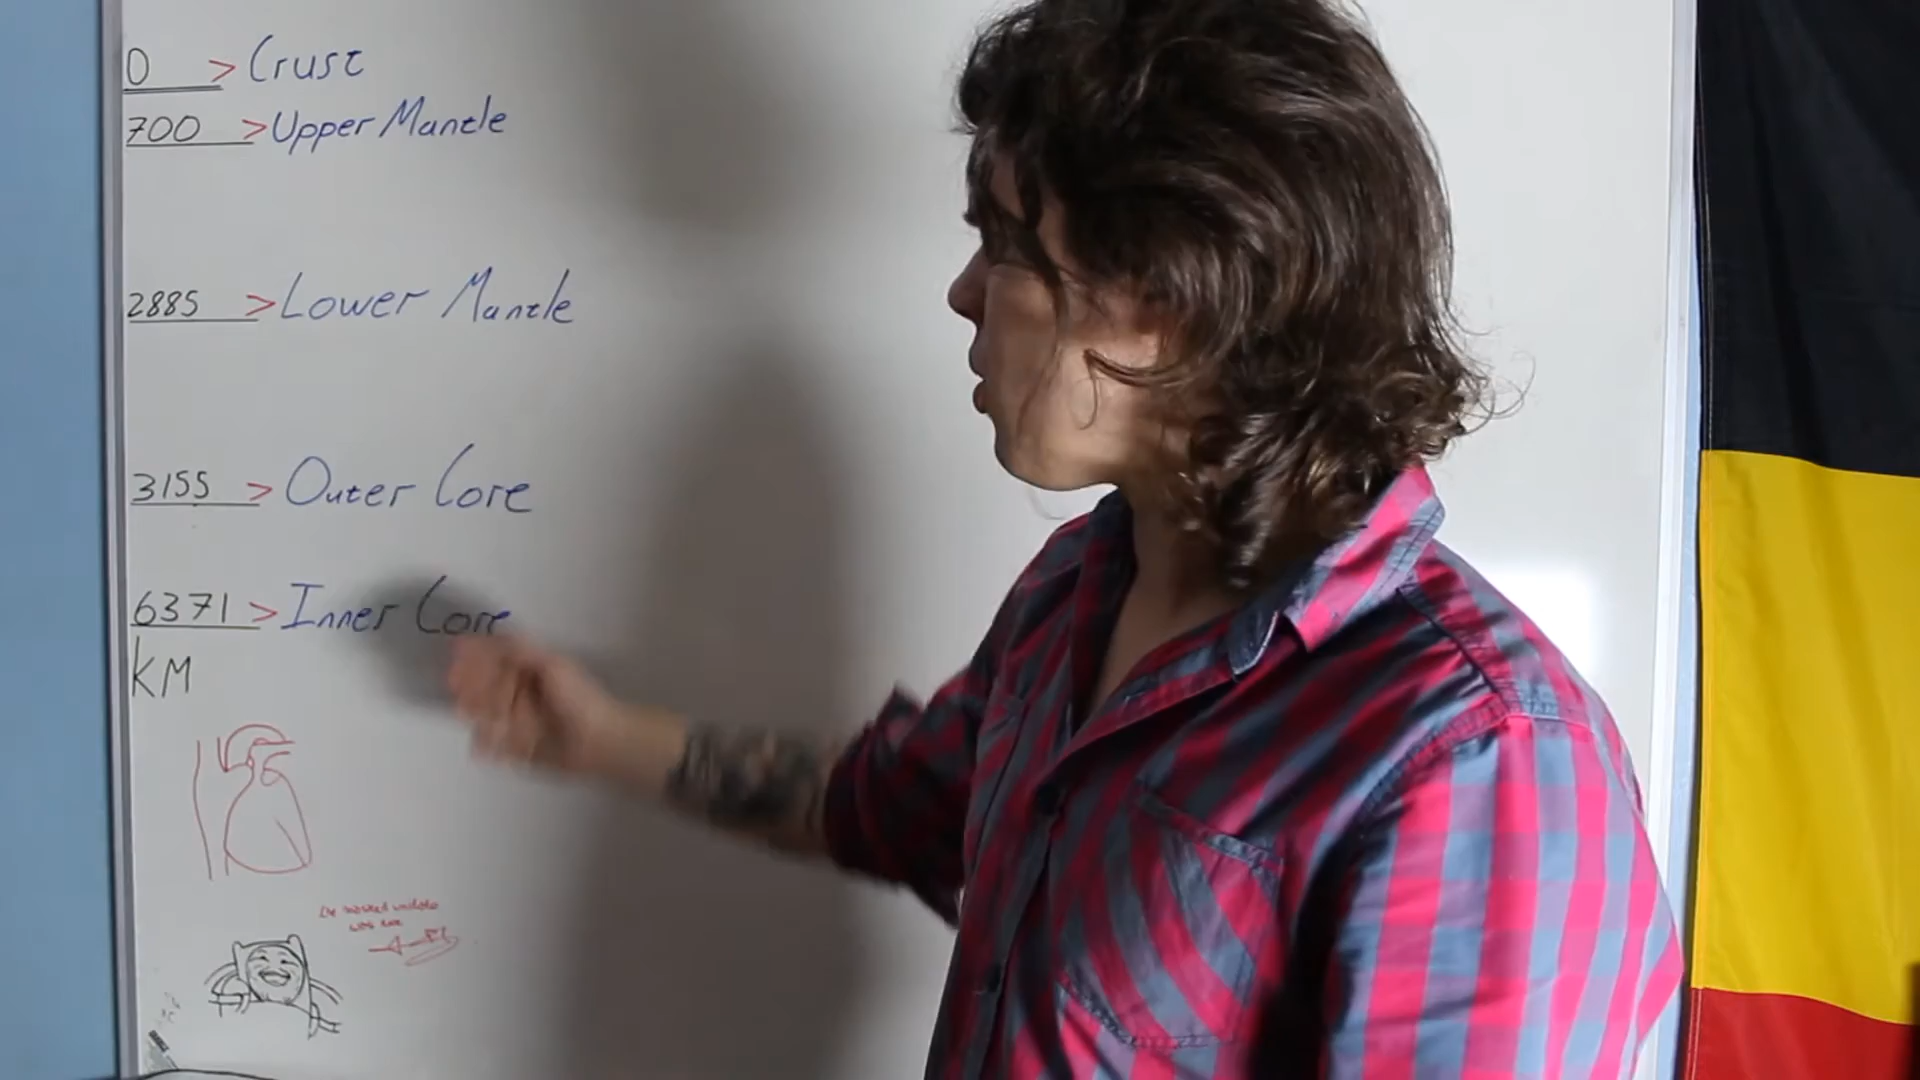 0 > Crust
700 > Upper Mantle
2885 > Lower Mantle
3155 > Outer Core
6371 > Inner Core
KM